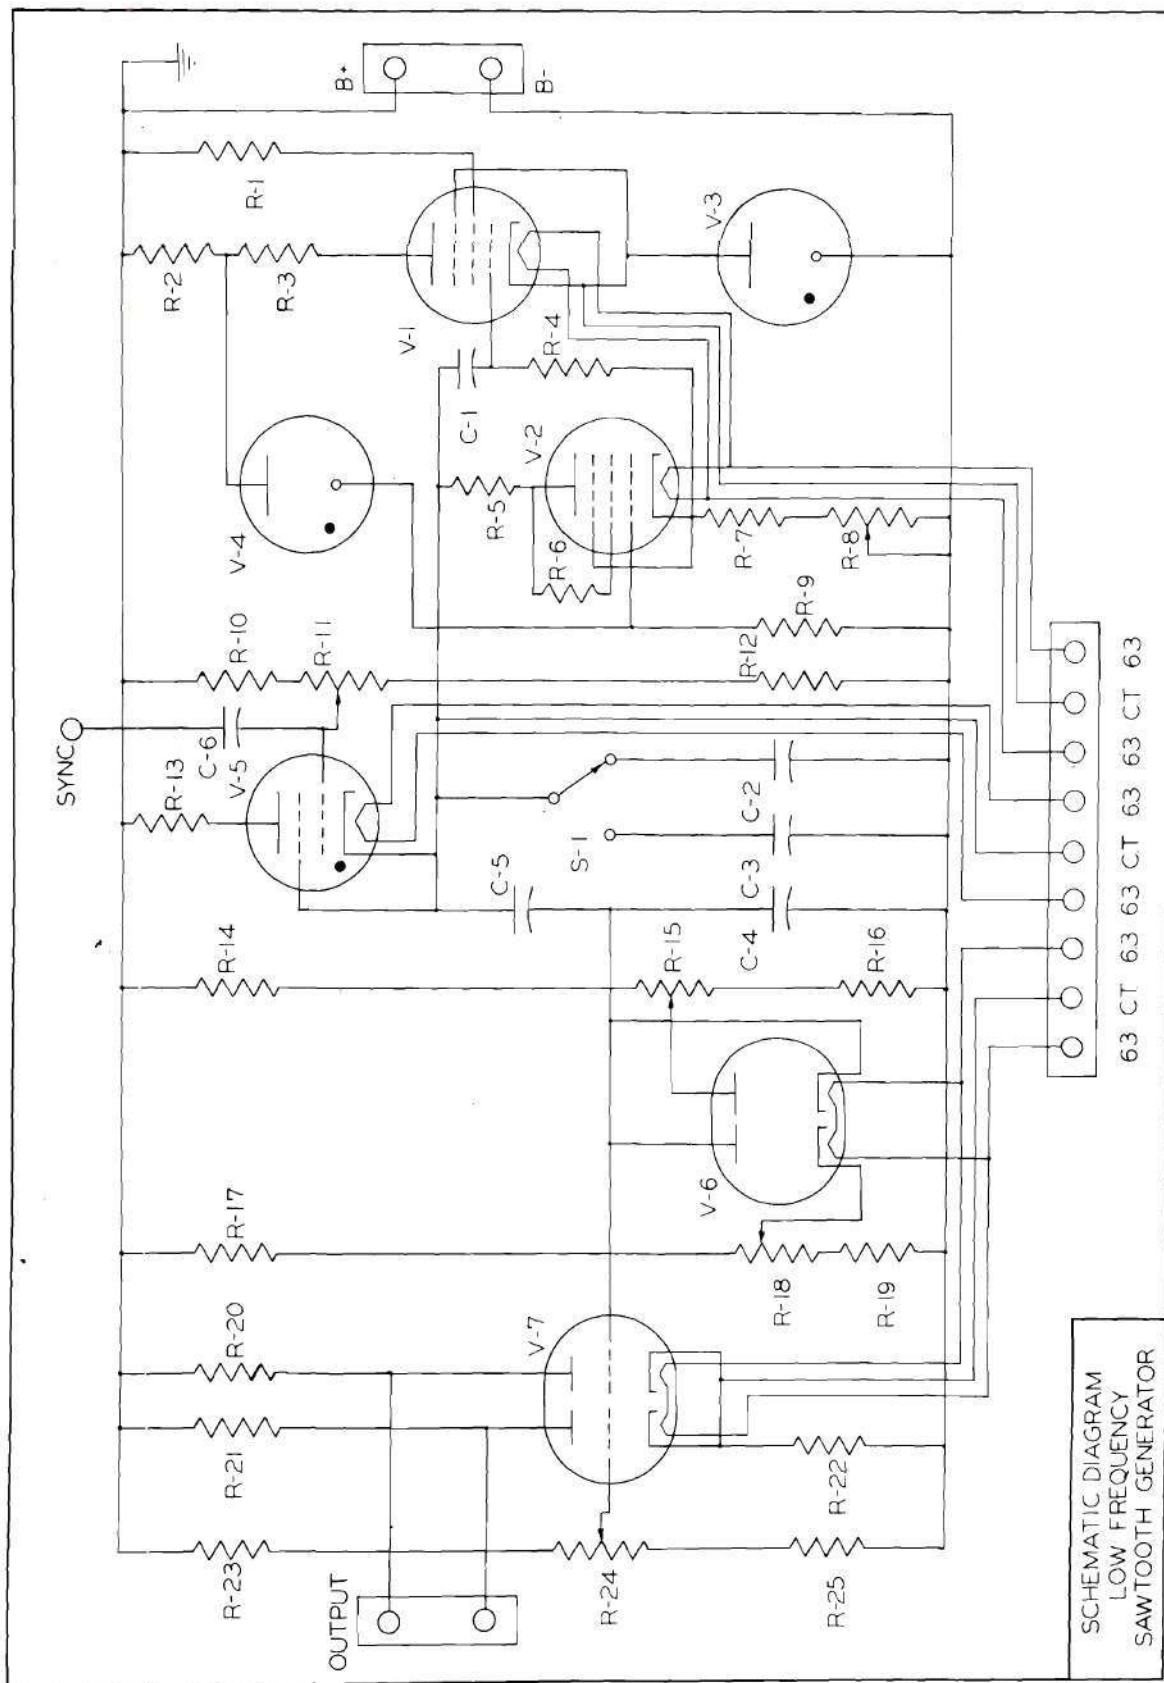 SYNC
B+
B-
R-1
R-2
R-3
V-1
V-3
R-4
C-1
V-2
V-4
R-5
R-6
R-7
R-8
R-9
R-10
R-11
R-12
C-6
V-5
R-13
S-1
C-2
C-3
C-4
C-5
R-14
R-15
R-16
V-6
R-17
R-18
R-19
R-20
V-7
R-21
R-22
R-23
R-24
R-25
OUTPUT
63 CT 63 63 CT 63 63 CT 63
SCHEMATIC DIAGRAM
LOW FREQUENCY
SAWTOOTH GENERATOR